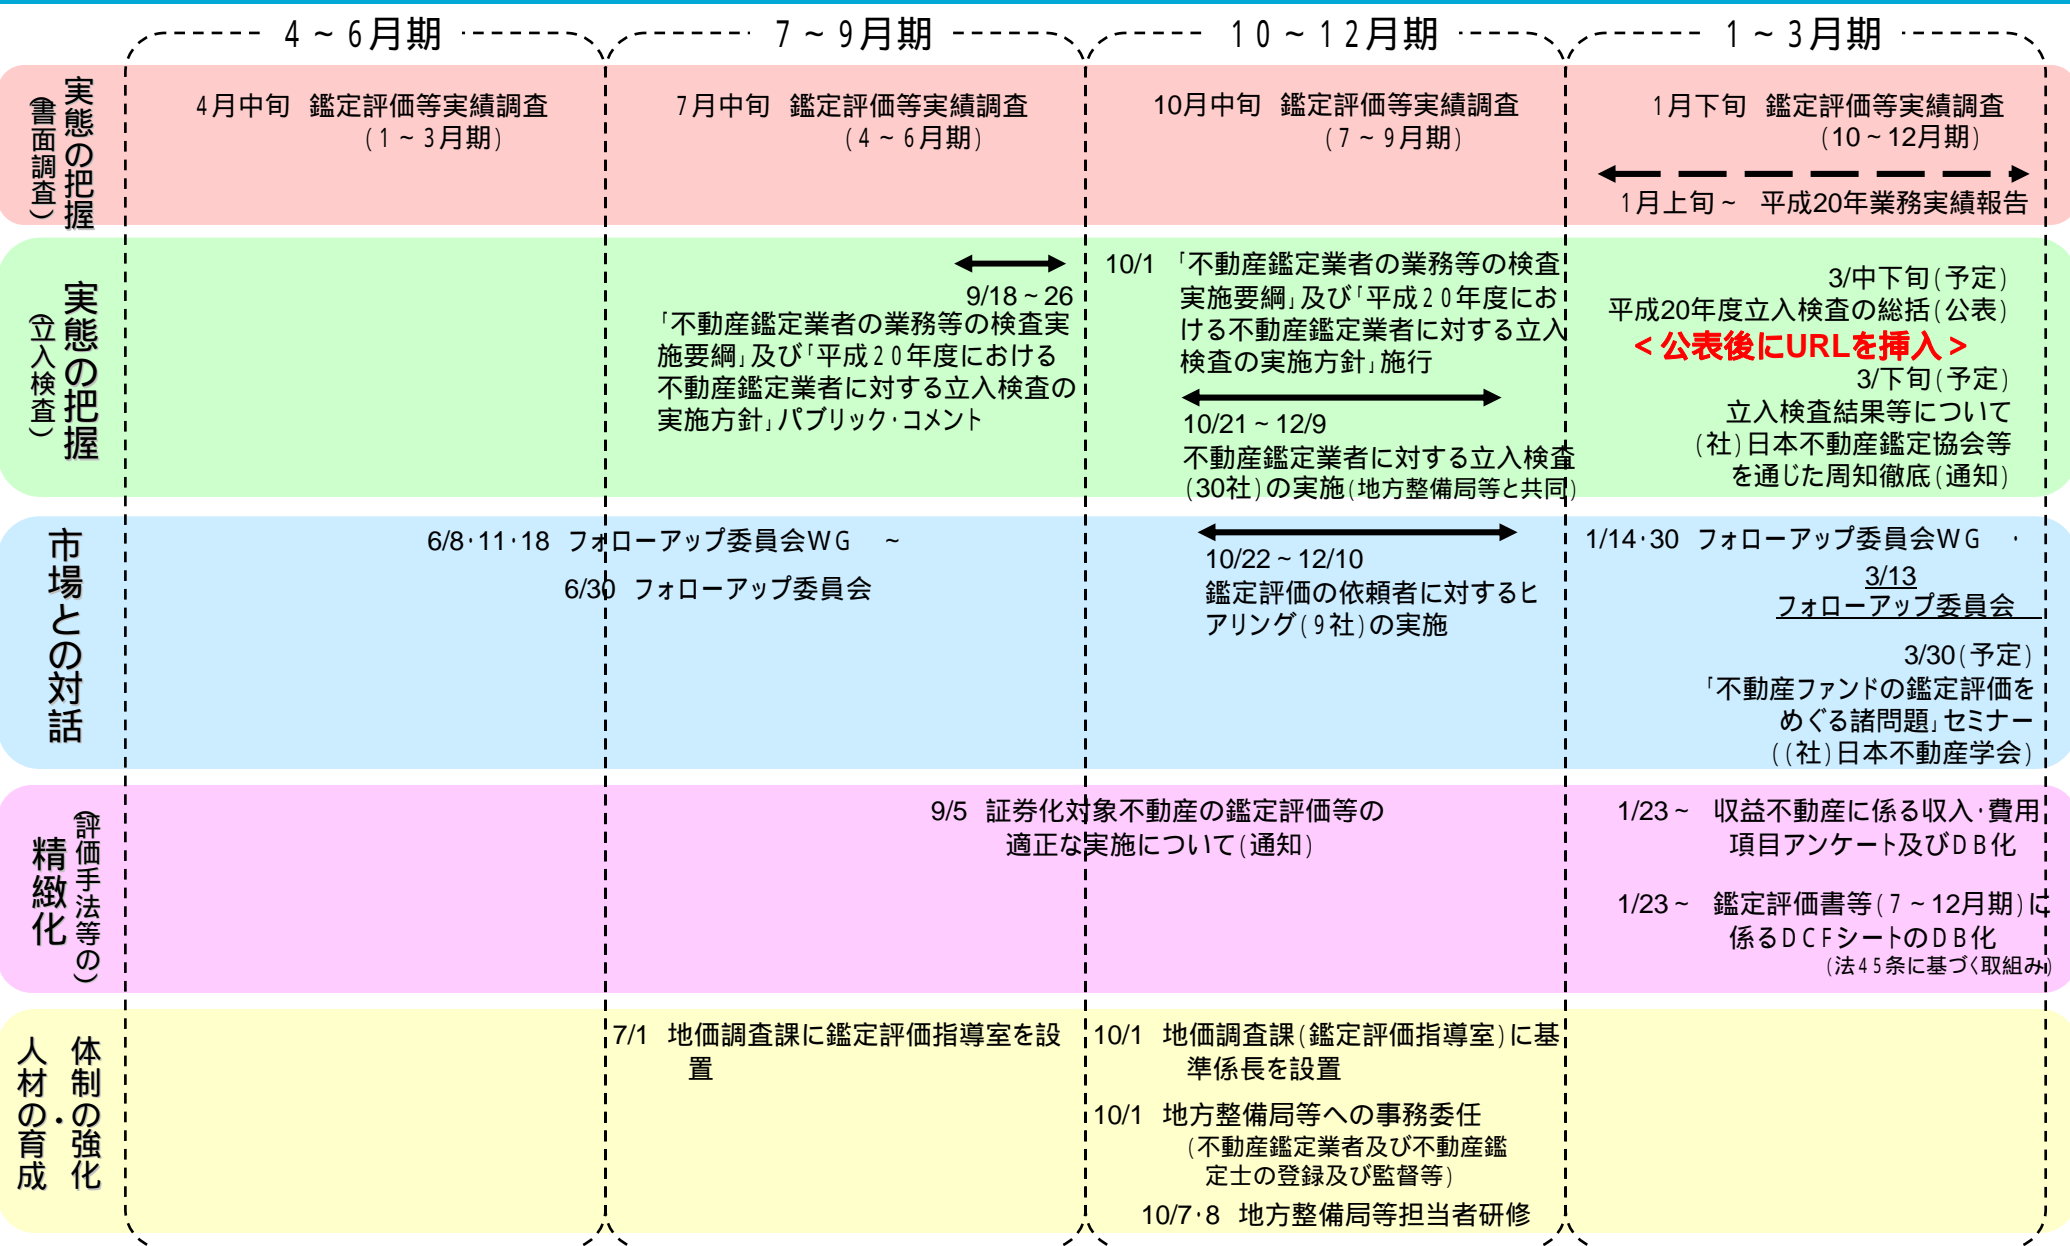 4～6月期
7～9月期
10～12月期
1～3月期
実態の把握
(書面調査)
4月中旬 鑑定評価等実績調査
(1～3月期)
7月中旬 鑑定評価等実績調査
(4～6月期)
10月中旬 鑑定評価等実績調査
(7～9月期)
1月下旬 鑑定評価等実績調査
(10～12月期)
1月上旬～ 平成20年業務実績報告
実態の把握
(立入検査)
9/18～26
「不動産鑑定業者の業務等の検査実
施要綱」及び「平成20年度における
不動産鑑定業者に対する立入検査の
実施方針」パブリック・コメント
10/1 「不動産鑑定業者の業務等の検査
実施要綱」及び「平成20年度にお
ける不動産鑑定業者に対する立入
検査の実施方針」施行
10/21～12/9
不動産鑑定業者に対する立入検査
(30社)の実施(地方整備局等と共同)
3/中下旬(予定)
平成20年度立入検査の総括(公表)
＜公表後にURLを挿入＞
3/下旬(予定)
立入検査結果等について
(社)日本不動産鑑定協会等
を通じた周知徹底(通知)
市場との対話
6/8・11・18 フォローアップ委員会WG ～
6/30 フォローアップ委員会
10/22～12/10
鑑定評価の依頼者に対するヒ
アリング(9社)の実施
1/14・30 フォローアップ委員会WG ・
3/13
フォローアップ委員会
3/30(予定)
「不動産ファンドの鑑定評価を
めぐる諸問題」セミナー
((社)日本不動産学会)
(評価手法等の)
精緻化
9/5 証券化対象不動産の鑑定評価等の
適正な実施について(通知)
1/23～ 収益不動産に係る収入・費用
項目アンケート及びDB化
1/23～ 鑑定評価書等(7～12月期)に
係るDCFシートのDB化
(法45条に基づく取組み)
体制の強化・
人材の育成
7/1 地価調査課に鑑定評価指導室を設
置
10/1 地価調査課(鑑定評価指導室)に基
準係長を設置
10/1 地方整備局等への事務委任
(不動産鑑定業者及び不動産鑑
定士の登録及び監督等)
10/7・8 地方整備局等担当者研修